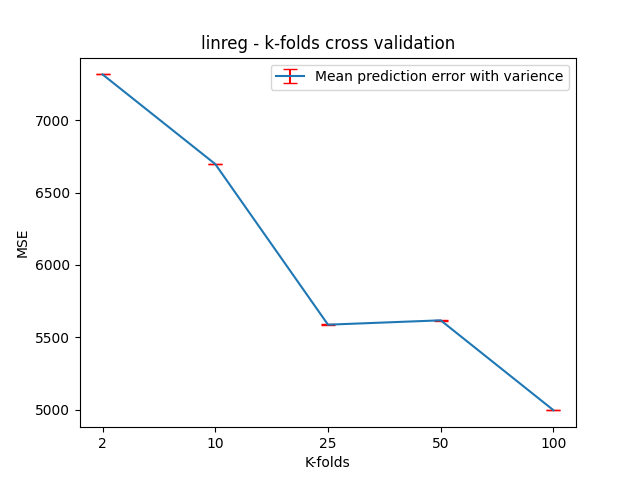 linreg - k-folds cross validation
Mean prediction error with varience
MSE
7000
6500
6000
5500
5000
2 10 25 50 100
K-folds